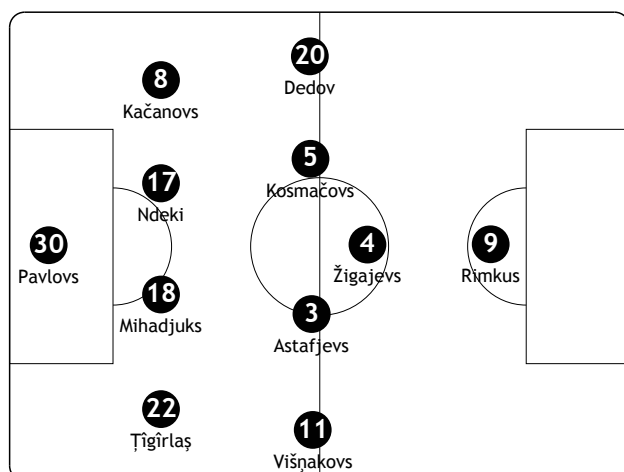 20
Dedov
8
Kačanovs
5
Kosmačovs
17
Ndeki
30
Pavlovs
4
Žigajevs
9
Rimkus
18
Mihadjuks
3
Astafjevs
22
Ţîgîrlaş
11
Višņakovs